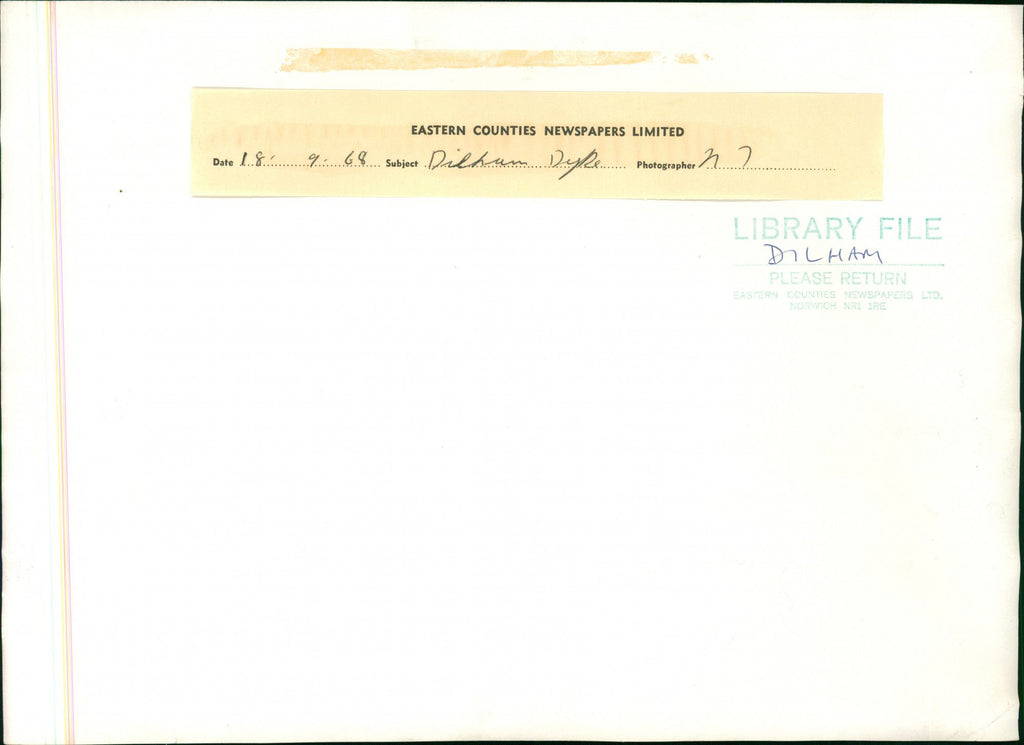 EASTERN COUNTIES NEWSPAPERS LIMITED
Date 18. 9. 68 Subject Dilham Dyke Photographer N T
LIBRARY FILE
DILHAM
PLEASE RETURN
EASTERN COUNTIES NEWSPAPERS LTD,
NORWICH NR1 1RE